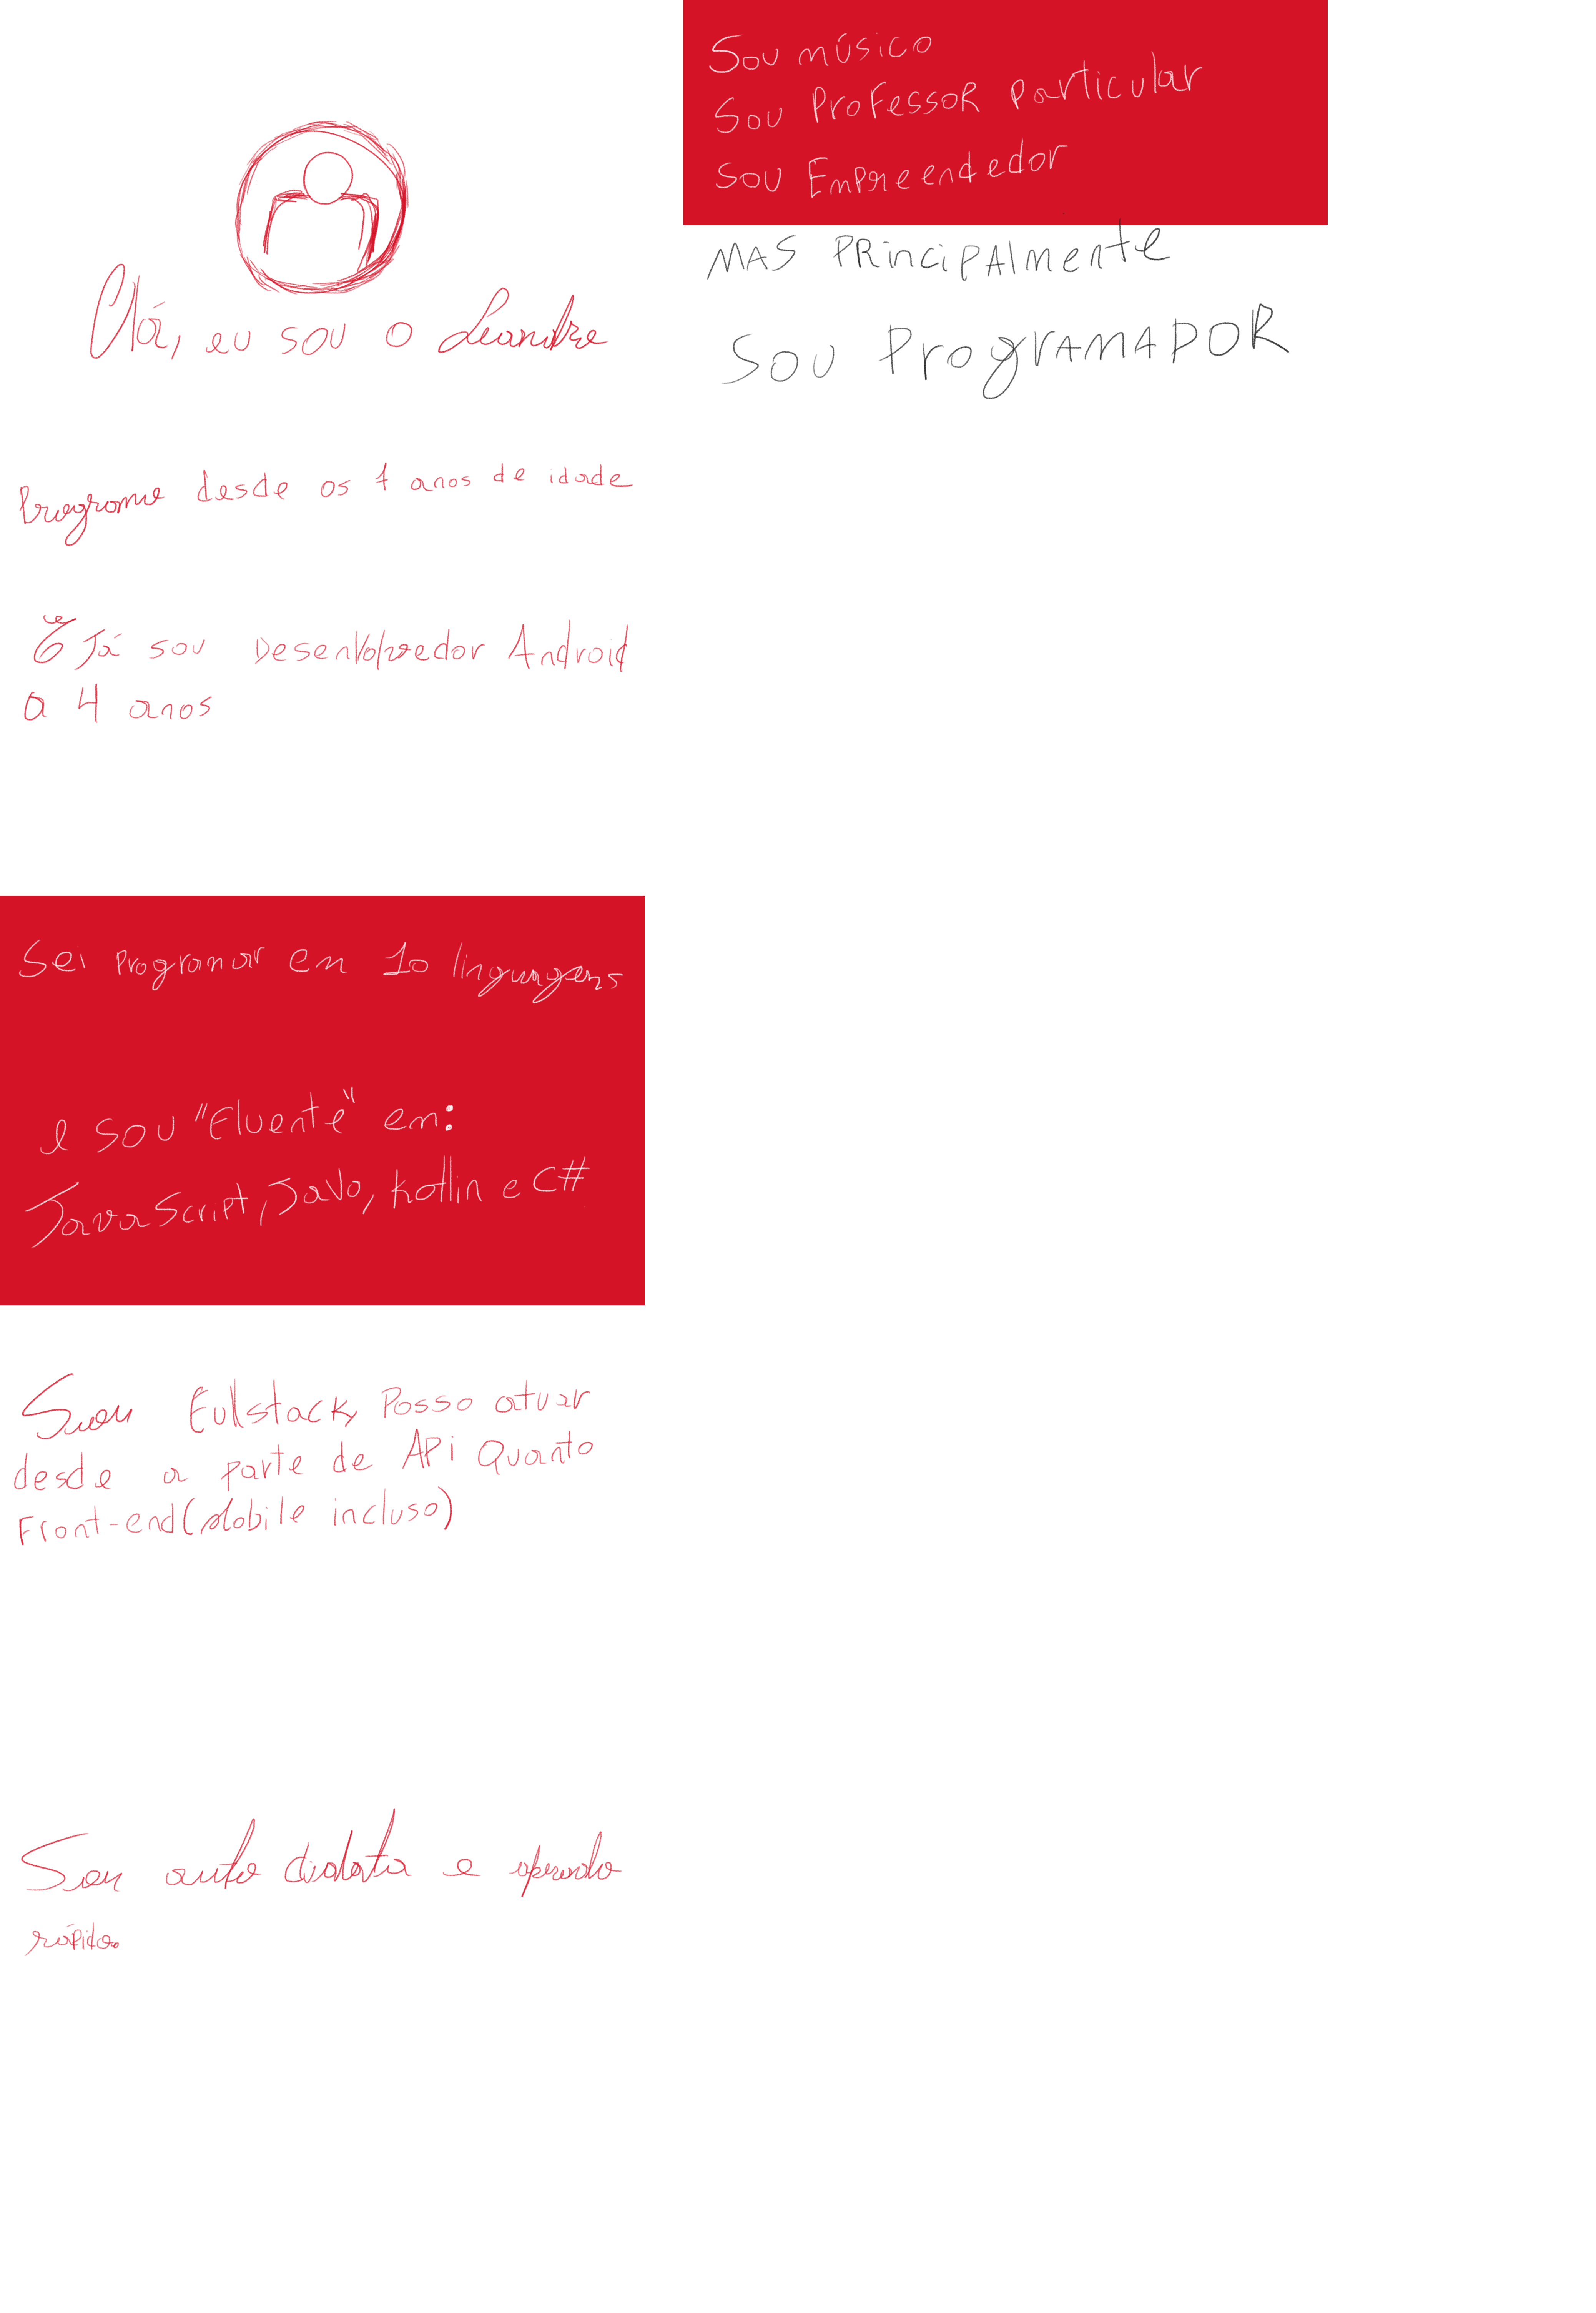 Olá, eu sou o Leandro
Programo desde os 7 anos de idade
E Já sou Desenvolvedor Android
a 4 anos
Sei Programar em 10 linguagens
e sou "Fluente" em:
JavaScript, Java, Kotlin e C#
Sou Fullstack, Posso atuar
desde a parte de APi Quanto
Front-end (Mobile incluso)
Sou auto didata e aprendo
rápido.
Sou músico
Sou Professor particular
Sou Empreendedor
MAS PRincipAlmente
Sou PrograMADOR